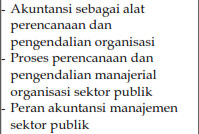 - Akuntansi sebagai alat
perencanaan dan
pengendalian organisasi
- Proses perencanaan dan
pengendalian manajerial
organisasi sektor publik
- Peran akuntansi manajemen
sektor publik